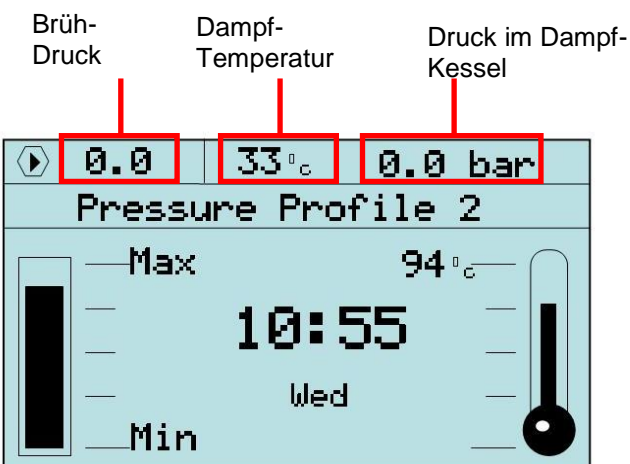 Brüh-
Druck
Dampf-
Temperatur
Druck im Dampf-
Kessel
0.0
33°c
0.0 bar
Pressure Profile 2
Max
94°c
10:55
Wed
Min